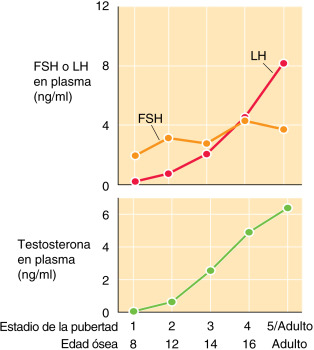 12
FSH o LH
en plasma
(ng/ml)
8
LH
4
FSH
0
6
Testosterona
en plasma
(ng/ml)
4
2
0
Estadio de la pubertad 1 2 3 4 5/Adulto
Edad ósea 8 12 14 16 Adulto